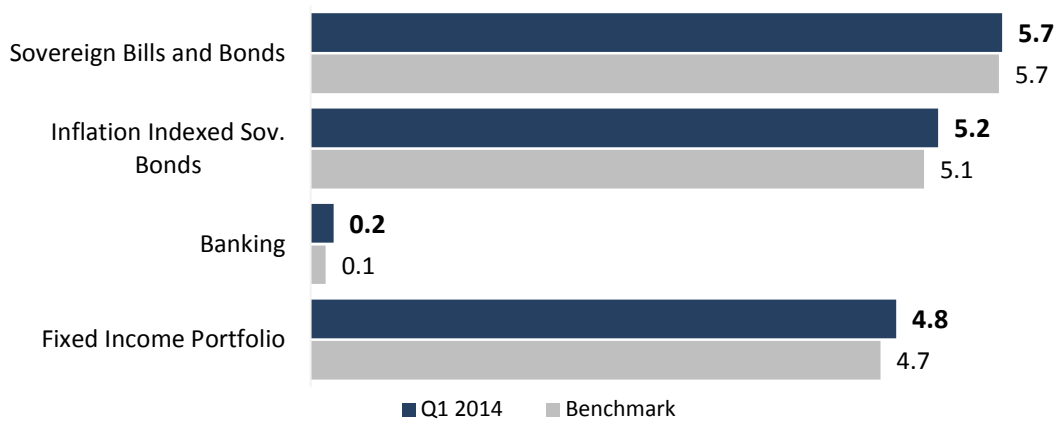 Sovereign Bills and Bonds
5.7
5.7
Inflation Indexed Sov.
Bonds
5.2
5.1
Banking
0.2
0.1
Fixed Income Portfolio
4.8
4.7
Q1 2014 Benchmark